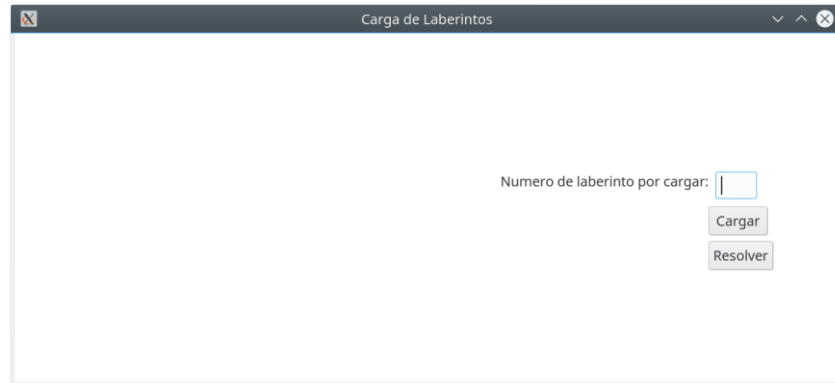 Carga de Laberintos
Numero de laberinto por cargar:
Cargar
Resolver